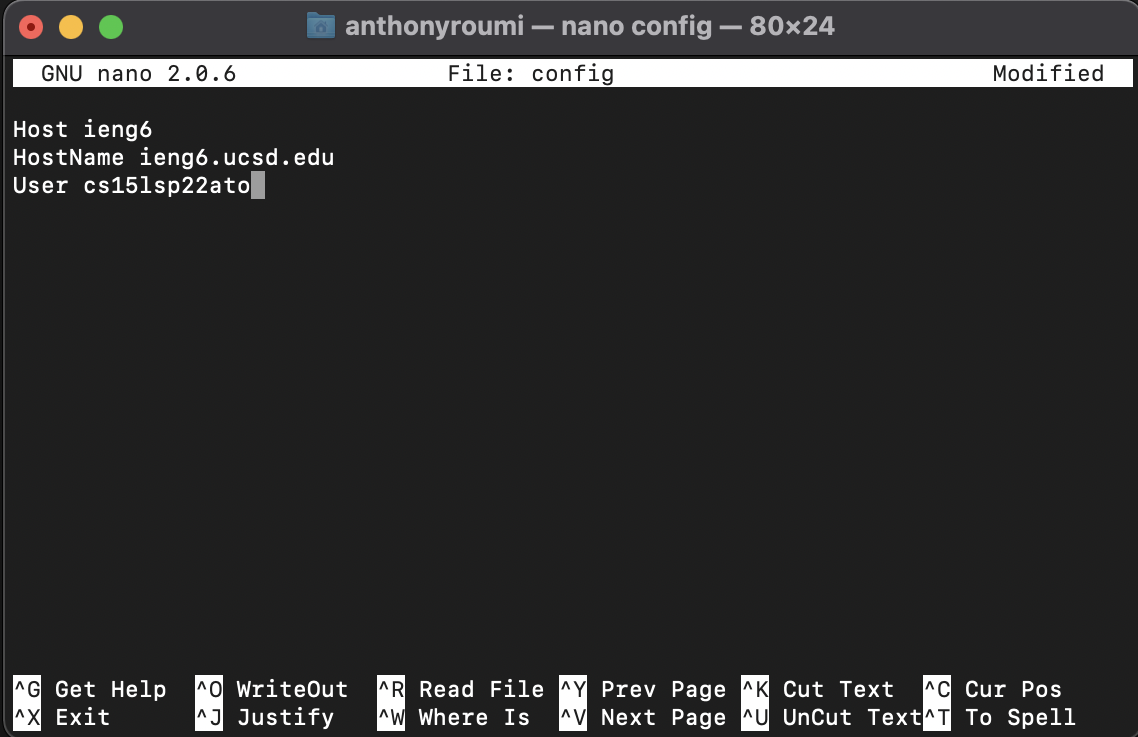 anthonyroumi — nano config — 80×24
GNU nano 2.0.6 File: config Modified
Host ieng6
HostName ieng6.ucsd.edu
User cs15lsp22ato
^G Get Help ^O WriteOut ^R Read File ^Y Prev Page ^K Cut Text ^C Cur Pos
^X Exit ^J Justify ^W Where Is ^V Next Page ^U UnCut Text ^T To Spell